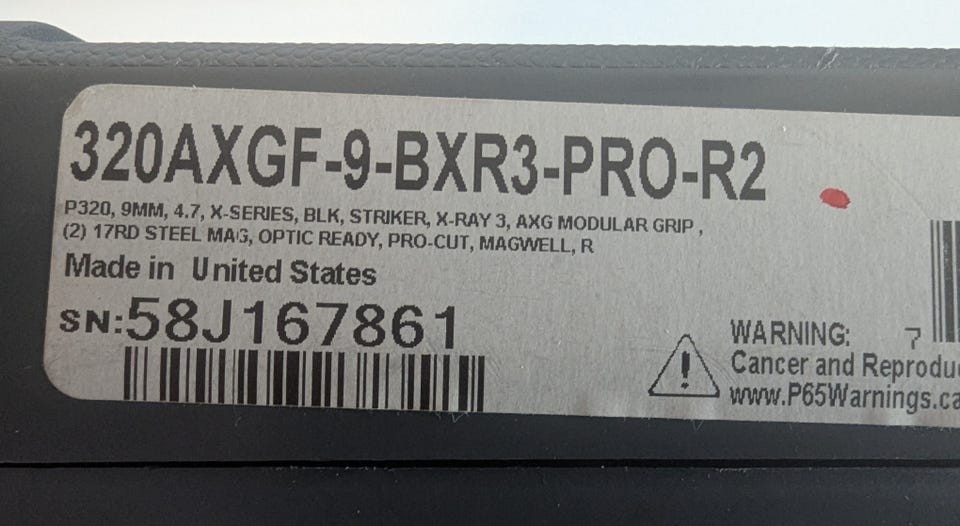 320AXGF-9-BXR3-PRO-R2
P320, 9MM, 4.7, X-SERIES, BLK, STRIKER, X-RAY 3, AXG MODULAR GRIP ,
(2) 17RD STEEL MAG, OPTIC READY, PRO-CUT, MAGWELL, R
Made in United States
SN:58J167861
WARNING: 7
Cancer and Reprodu
www.P65Warnings.ca